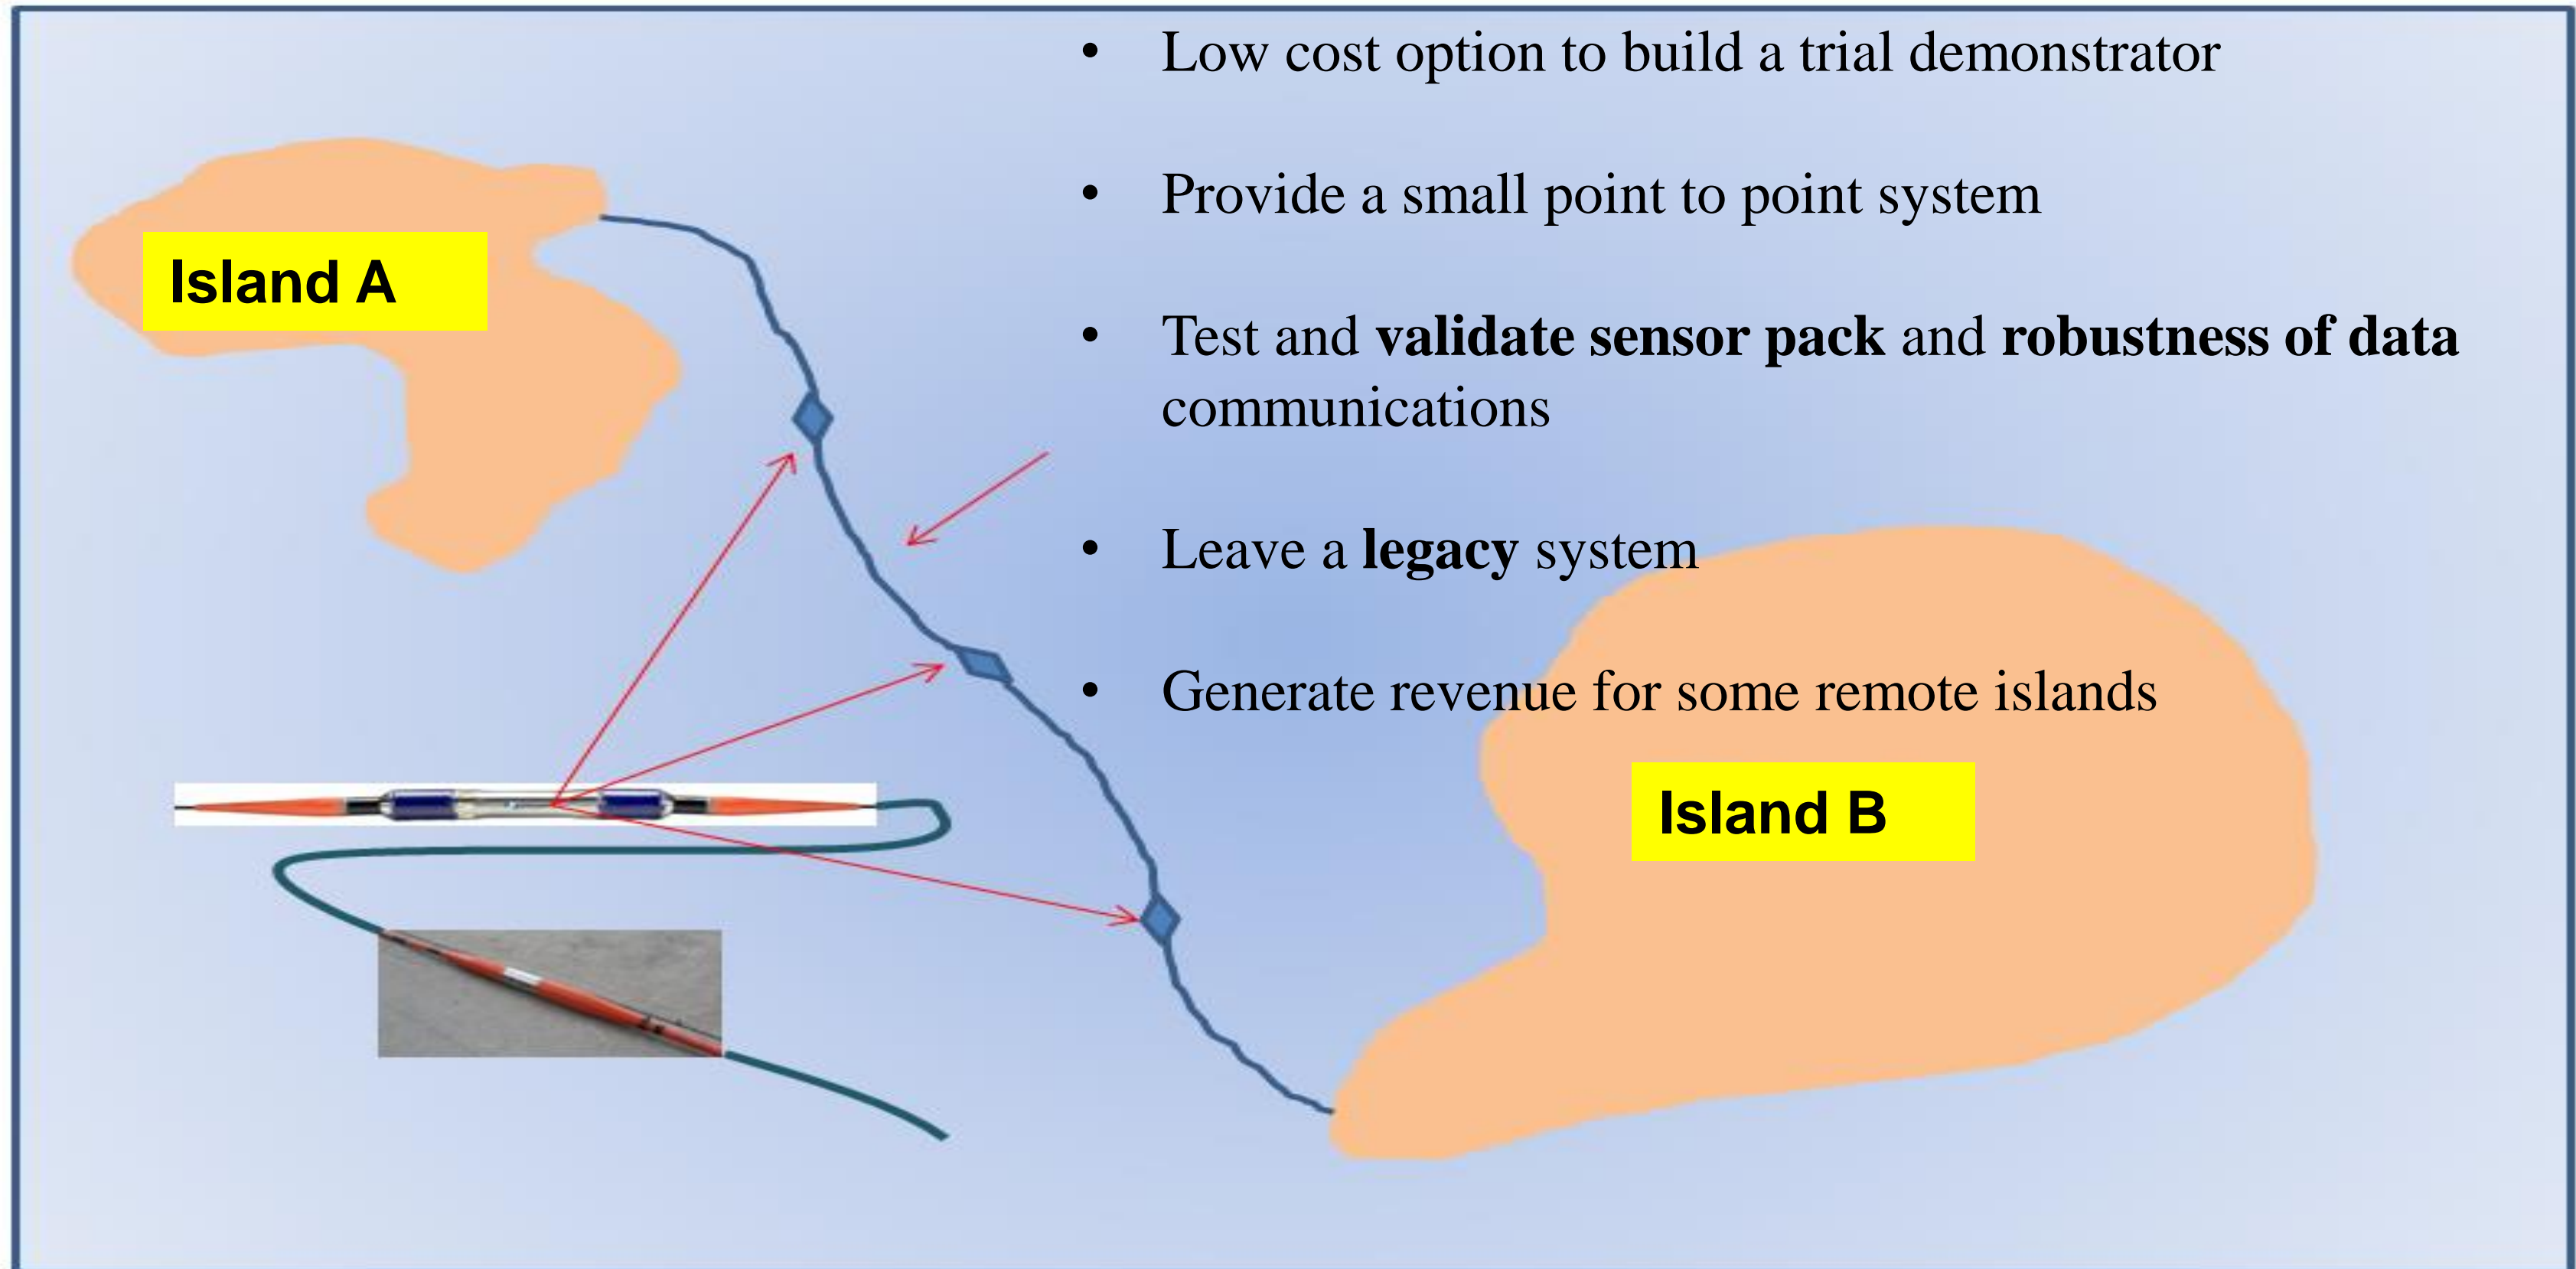 • Low cost option to build a trial demonstrator
• Provide a small point to point system
Island A
• Test and validate sensor pack and robustness of data
communications
• Leave a legacy system
• Generate revenue for some remote islands
Island B